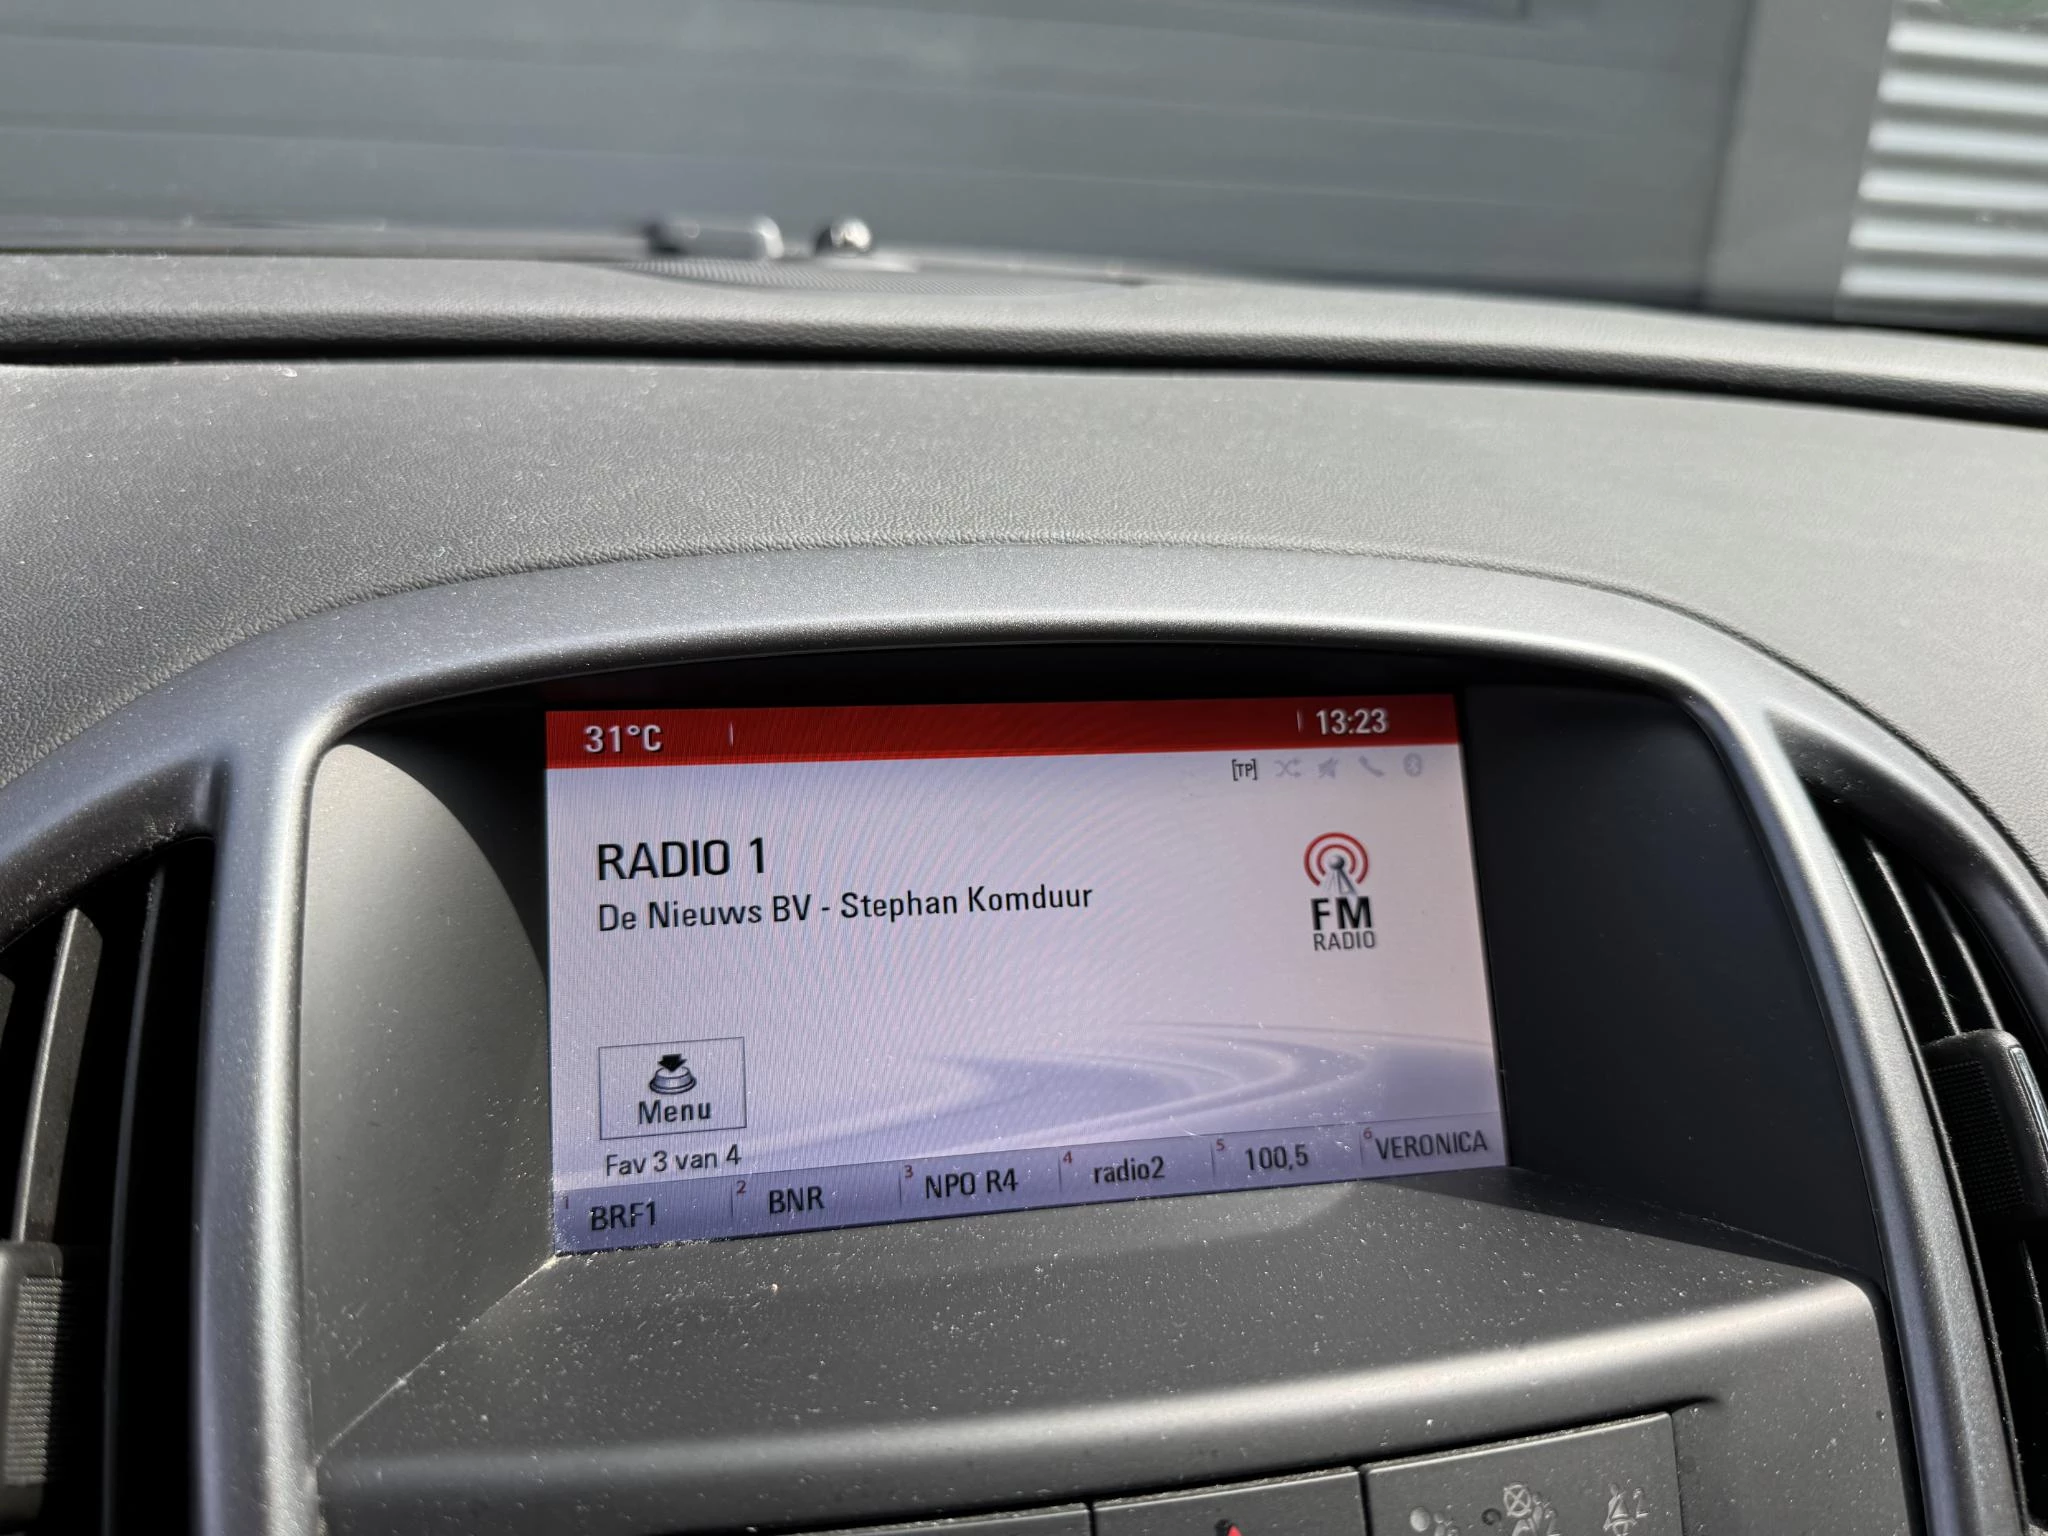 31°C 13:23
[TP]
RADIO 1
De Nieuws BV - Stephan Komduur
FM
RADIO
Menu
Fav 3 van 4
1 BRF1 2 BNR 3 NPO R4 4 radio2 5 100,5 6 VERONICA